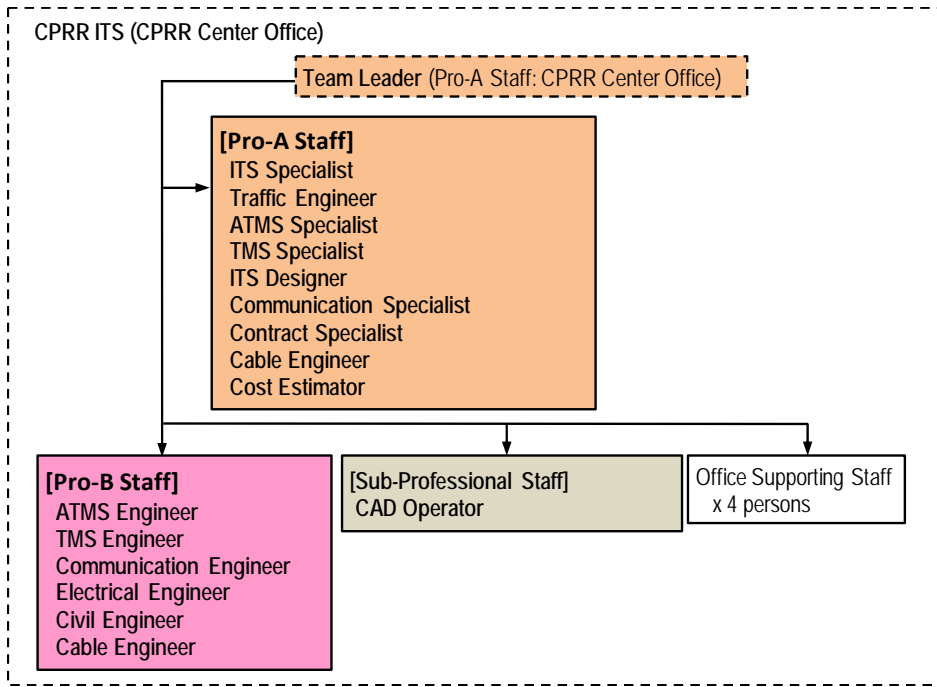 CPRR ITS (CPRR Center Office)
Team Leader (Pro-A Staff: CPRR Center Office)
[Pro-A Staff]
ITS Specialist
Traffic Engineer
ATMS Specialist
TMS Specialist
ITS Designer
Communication Specialist
Contract Specialist
Cable Engineer
Cost Estimator
[Pro-B Staff]
ATMS Engineer
TMS Engineer
Communication Engineer
Electrical Engineer
Civil Engineer
Cable Engineer
[Sub-Professional Staff]
CAD Operator
Office Supporting Staff
x 4 persons